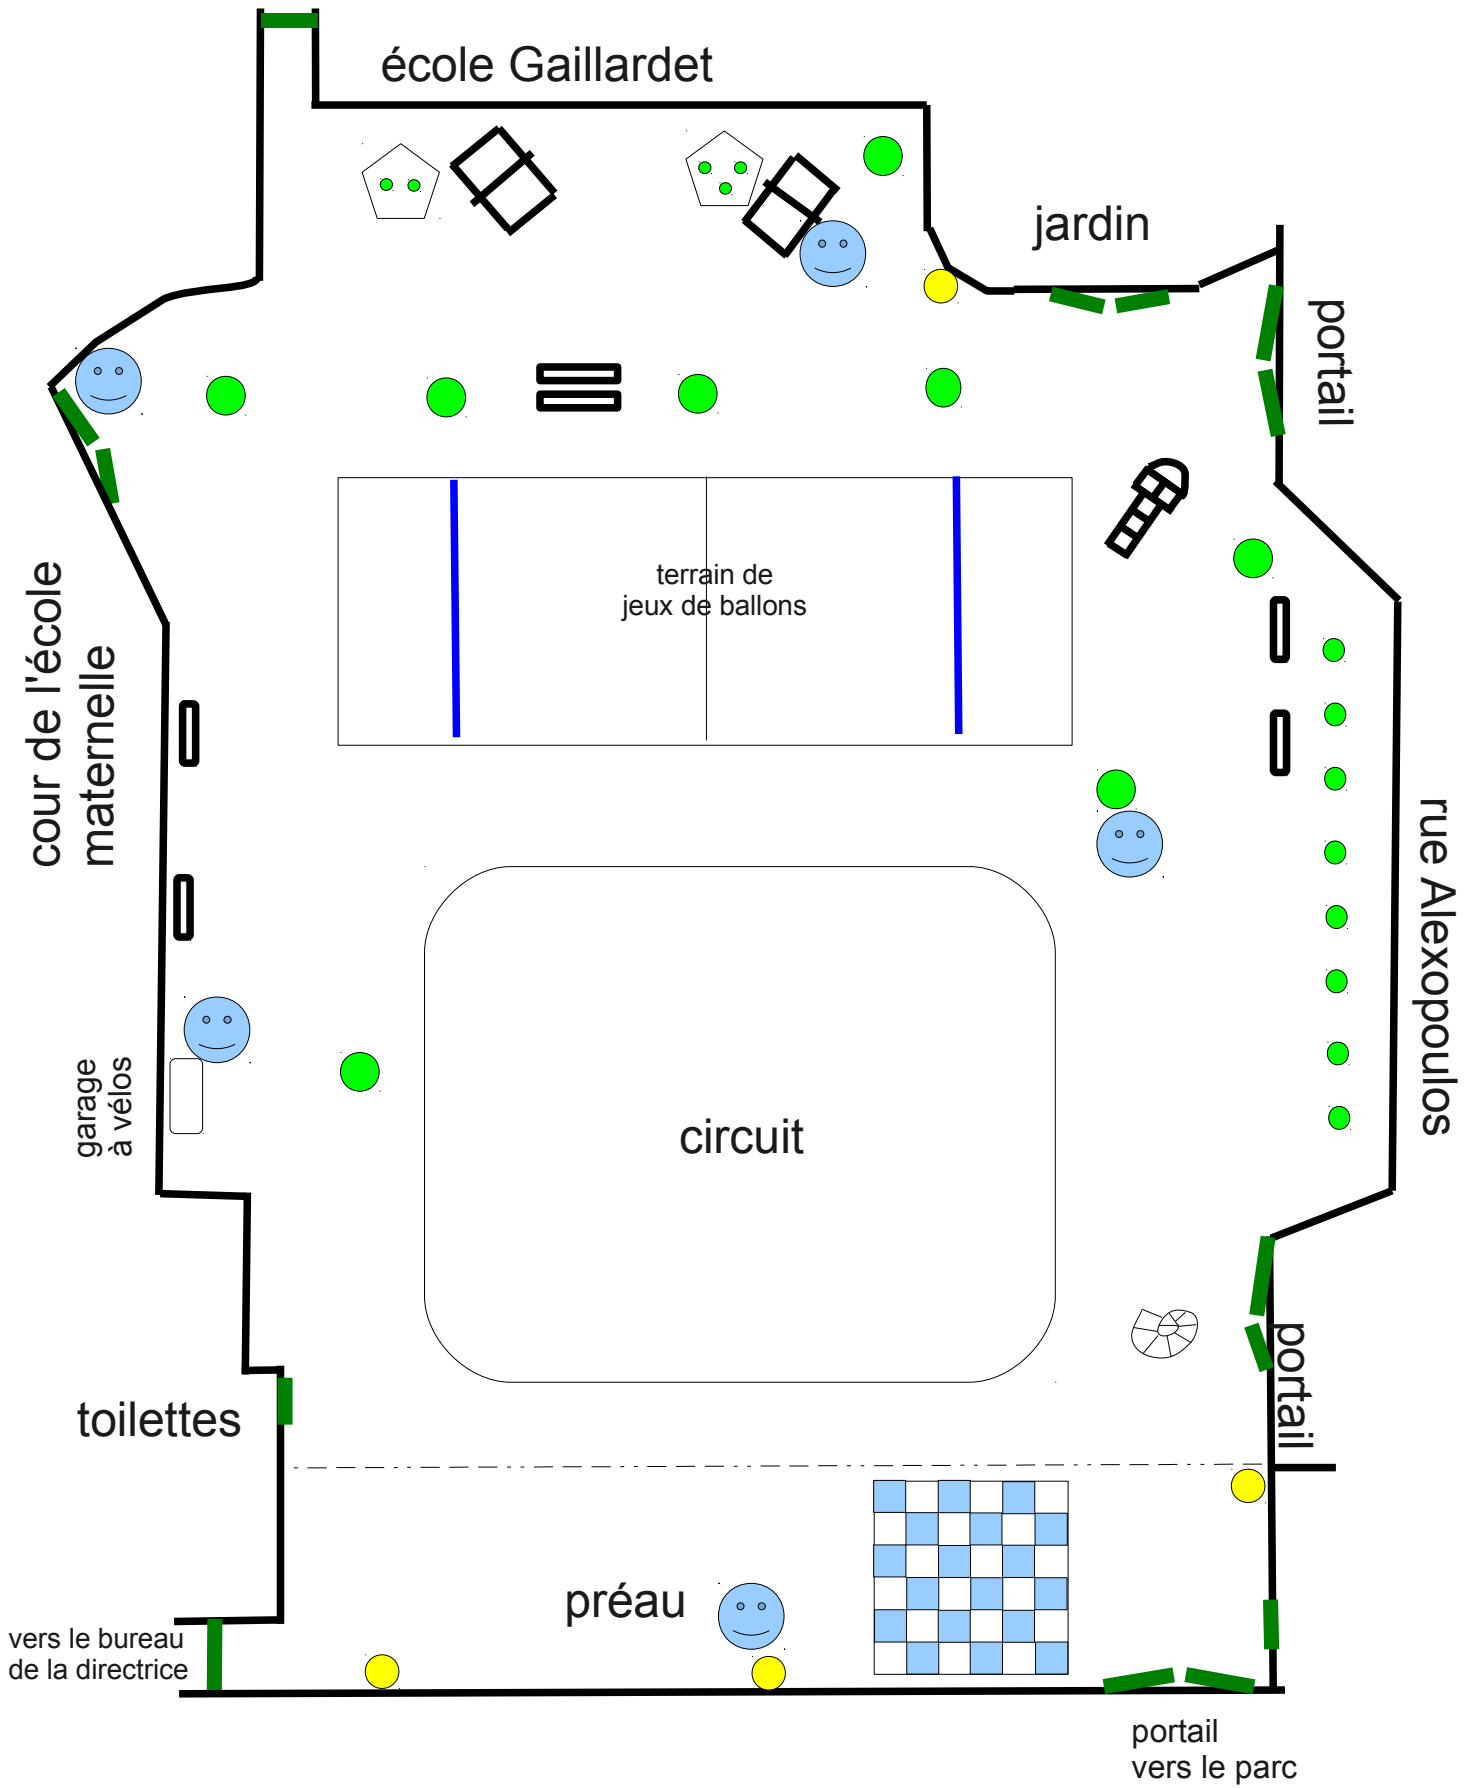 école Gaillardet
jardin
portail
terrain de
jeux de ballons
cour de l'école
maternelle
rue Alexopoulos
garage
à vélos
circuit
portail
toilettes
préau
vers le bureau
de la directrice
portail
vers le parc